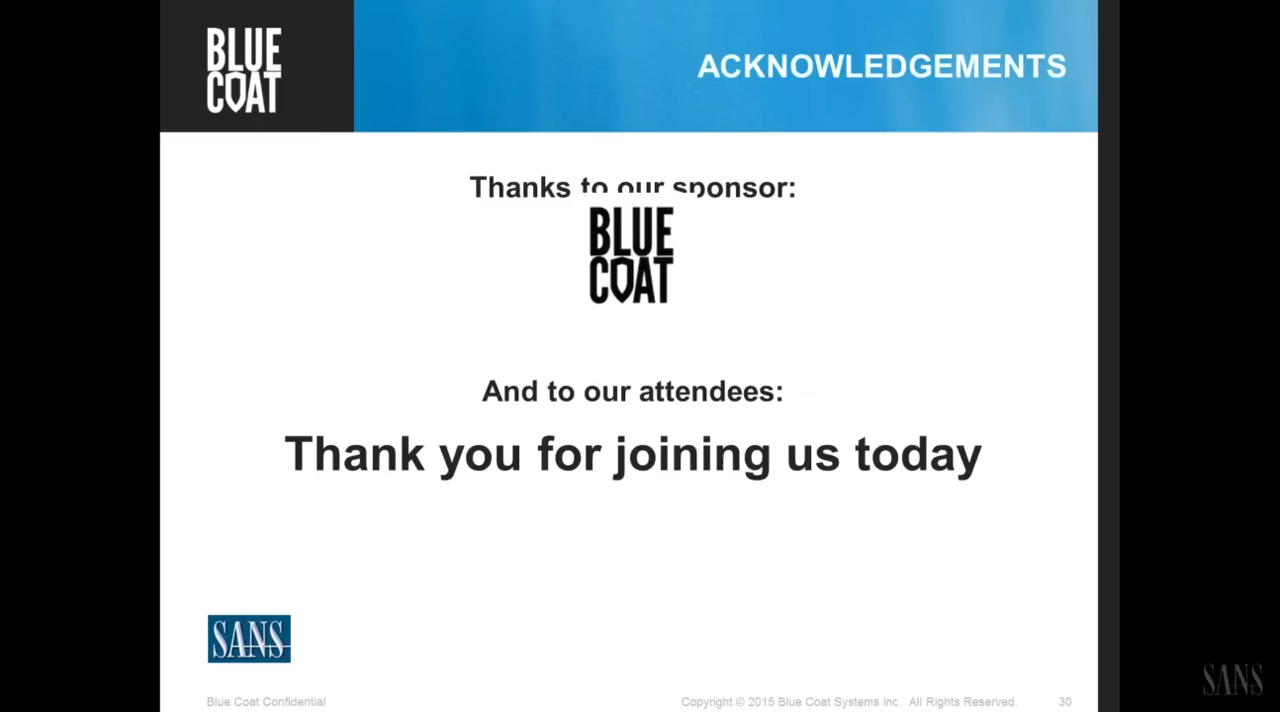 BLUE
COAT
ACKNOWLEDGEMENTS
Thanks to our sponsor:
BLUE
COAT
And to our attendees:
Thank you for joining us today
SANS
Blue Coat Confidential
Copyright © 2015 Blue Coat Systems Inc. All Rights Reserved.
30
SANS